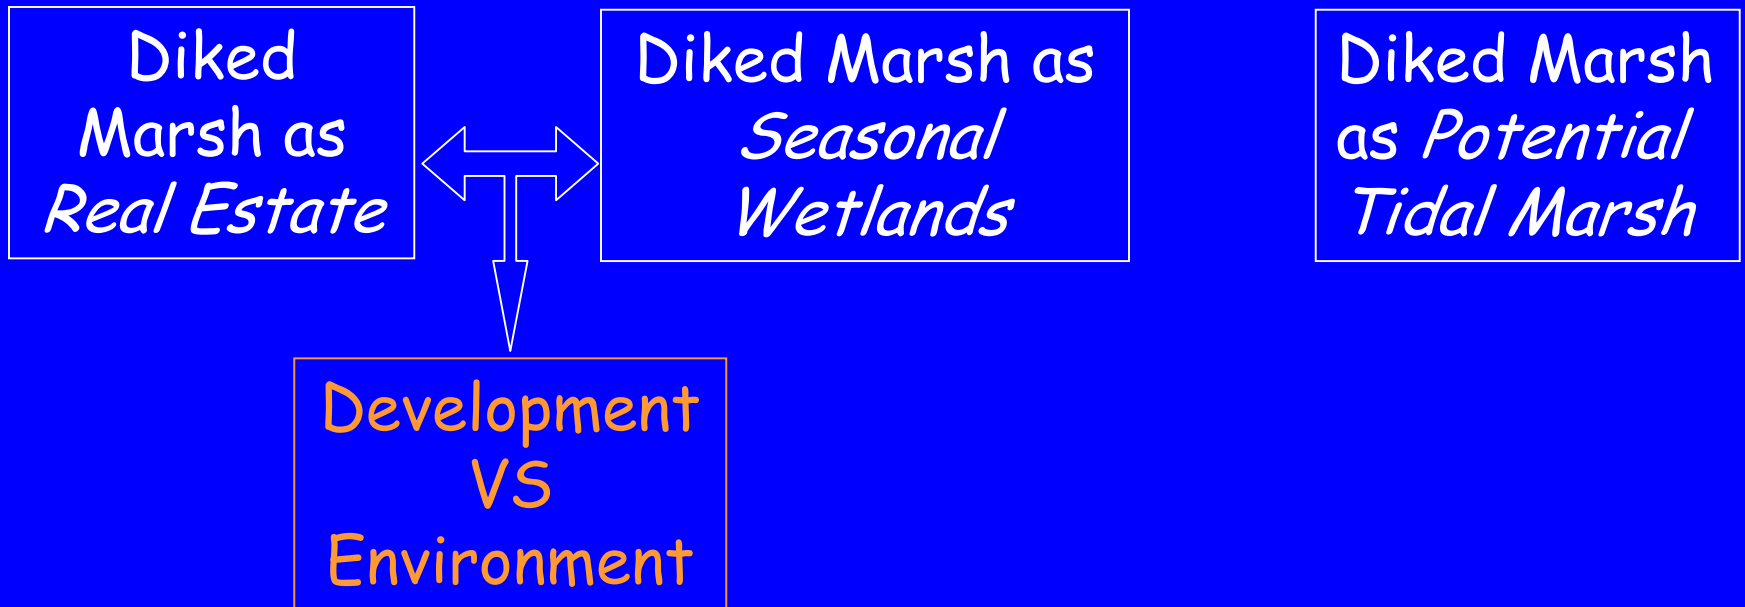 Diked
Marsh as
Real Estate
Diked Marsh as
Seasonal
Wetlands
Diked Marsh
as Potential
Tidal Marsh
Development
VS
Environment